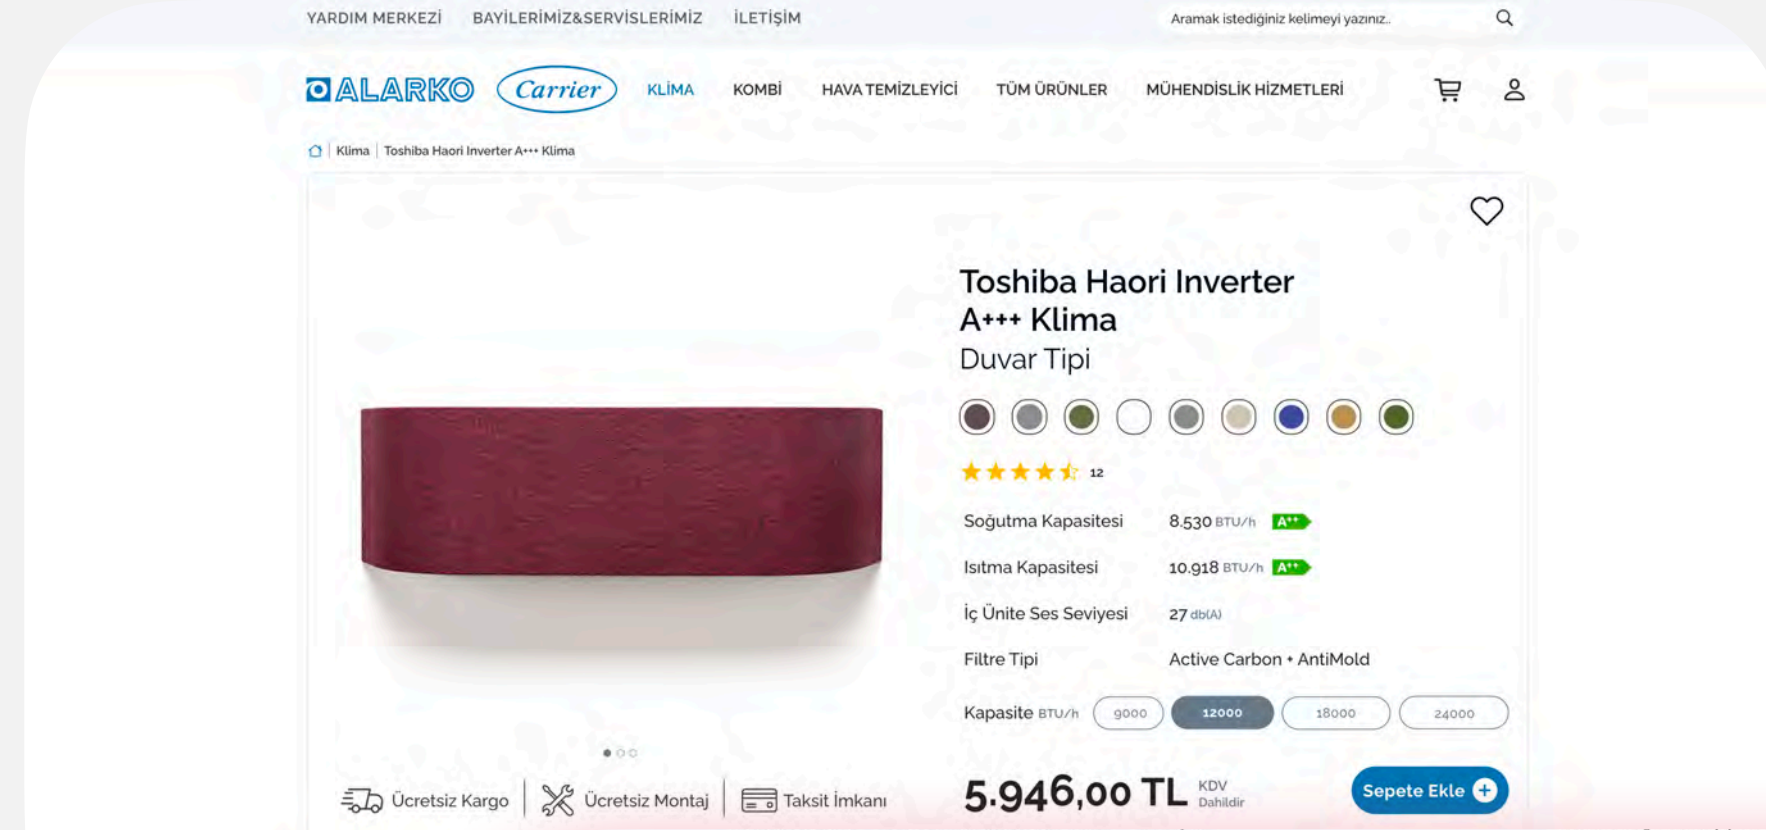 YARDIM MERKEZİ BAYİLERİMİZ&SERVİSLERİMİZ İLETİŞİM Aramak istediğiniz kelimeyi yazınız..
ALARKO Carrier KLİMA KOMBİ HAVA TEMİZLEYİCİ TÜM ÜRÜNLER MÜHENDİSLİK HİZMETLERİ
Klima | Toshiba Haori Inverter A+++ Klima
Toshiba Haori Inverter
A+++ Klima
Duvar Tipi
12
Soğutma Kapasitesi 8.530 BTU/h A++
Isıtma Kapasitesi 10.918 BTU/h A++
İç Ünite Ses Seviyesi 27 db(A)
Filtre Tipi Active Carbon + AntiMold
Kapasite BTU/h 9000 12000 18000 24000
Ücretsiz Kargo | Ücretsiz Montaj | Taksit İmkanı
5.946,00 TL KDV Dahildir
Sepete Ekle